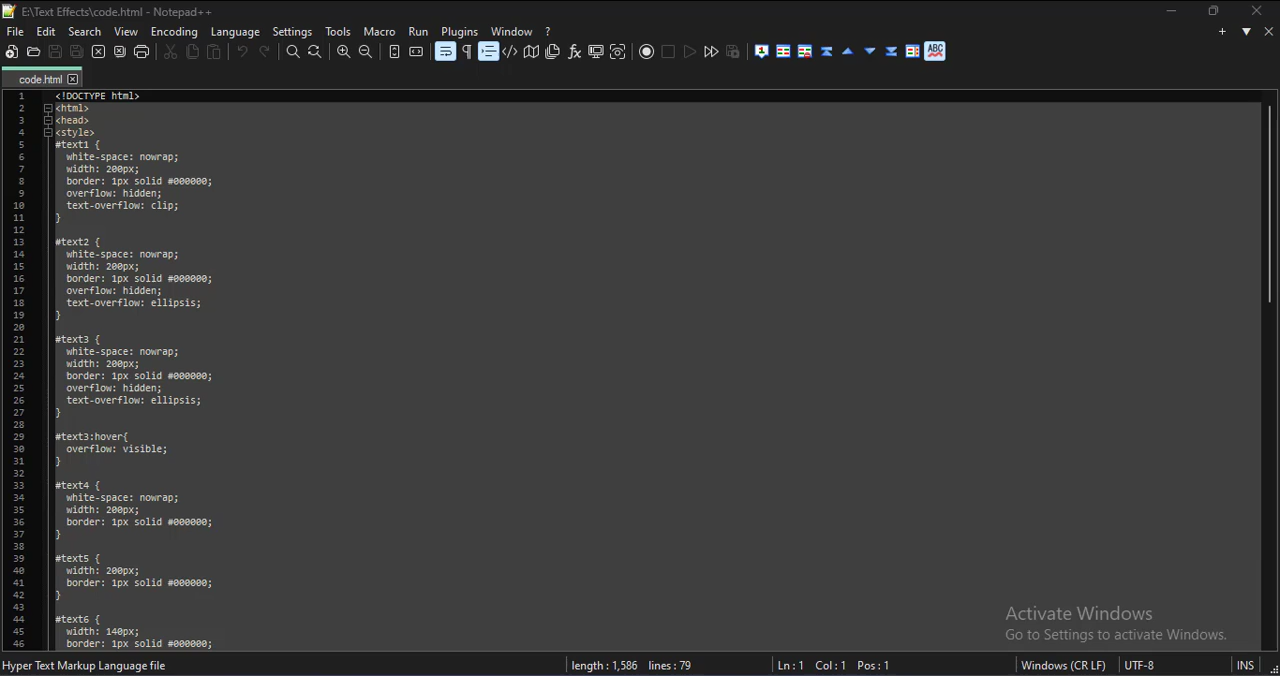 E:\Text Effects\code.html - Notepad++
File Edit Search View Encoding Language Settings Tools Macro Run Plugins Window ?
ABC
code.html
1 <!DOCTYPE html>
2 <html>
3 <head>
4 <style>
5 #text1 {
6 white-space: nowrap;
7 width: 200px;
8 border: 1px solid #000000;
9 overflow: hidden;
10 text-overflow: clip;
11 }
12
13 #text2 {
14 white-space: nowrap;
15 width: 200px;
16 border: 1px solid #000000;
17 overflow: hidden;
18 text-overflow: ellipsis;
19 }
20
21 #text3 {
22 white-space: nowrap;
23 width: 200px;
24 border: 1px solid #000000;
25 overflow: hidden;
26 text-overflow: ellipsis;
27 }
28
29 #text3:hover{
30 overflow: visible;
31 }
32
33 #text4 {
34 white-space: nowrap;
35 width: 200px;
36 border: 1px solid #000000;
37 }
38
39 #text5 {
40 width: 200px;
41 border: 1px solid #000000;
42 }
43
44 #text6 {
45 width: 140px;
46 border: 1px solid #000000;
Activate Windows
Go to Settings to activate Windows.
Hyper Text Markup Language file length : 1,586 lines : 79 Ln : 1 Col : 1 Pos : 1 Windows (CR LF) UTF-8 INS